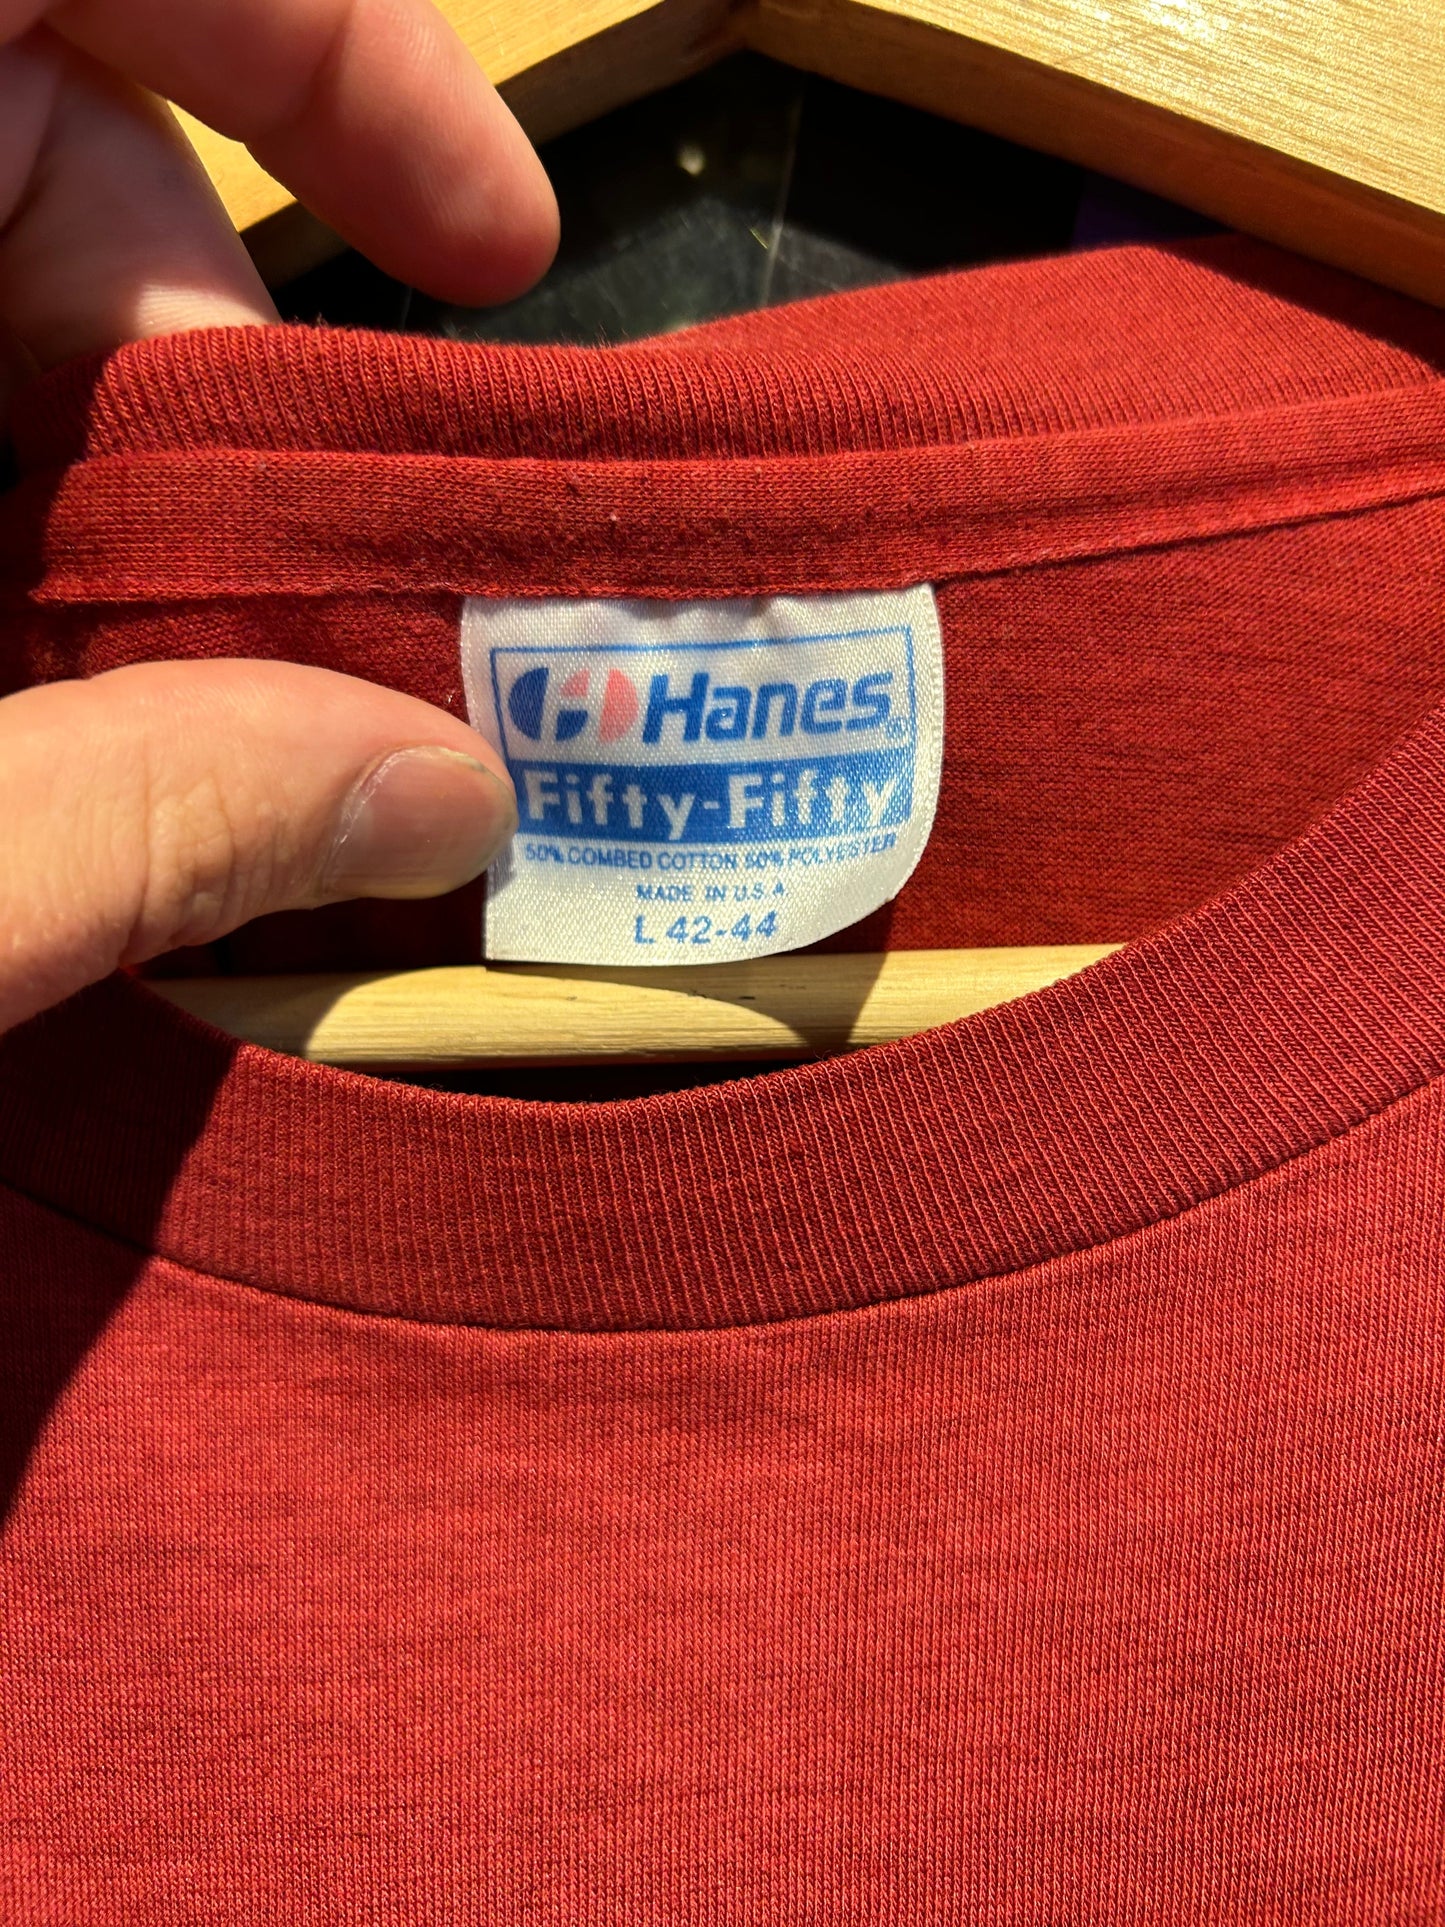 Hanes®
Fifty-Fifty
50% COMBED COTTON 50% POLYESTER
MADE IN U.S.A
L 42-44